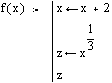 f(x) := x ← x + 2
z ← x^(1/3)
z